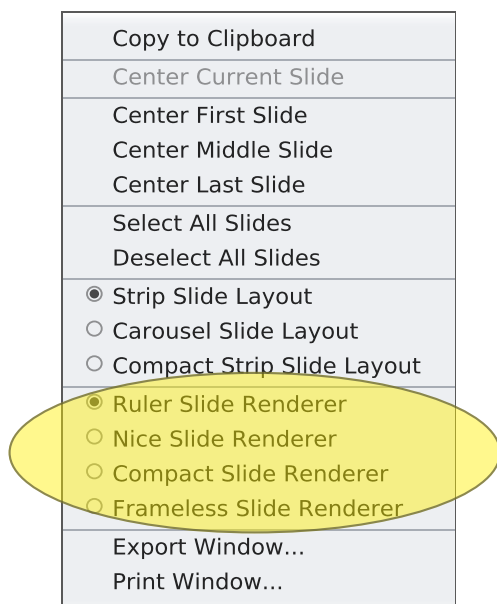 Copy to Clipboard
Center Current Slide
Center First Slide
Center Middle Slide
Center Last Slide
Select All Slides
Deselect All Slides
Strip Slide Layout
Carousel Slide Layout
Compact Strip Slide Layout
Ruler Slide Renderer
Nice Slide Renderer
Compact Slide Renderer
Frameless Slide Renderer
Export Window...
Print Window...